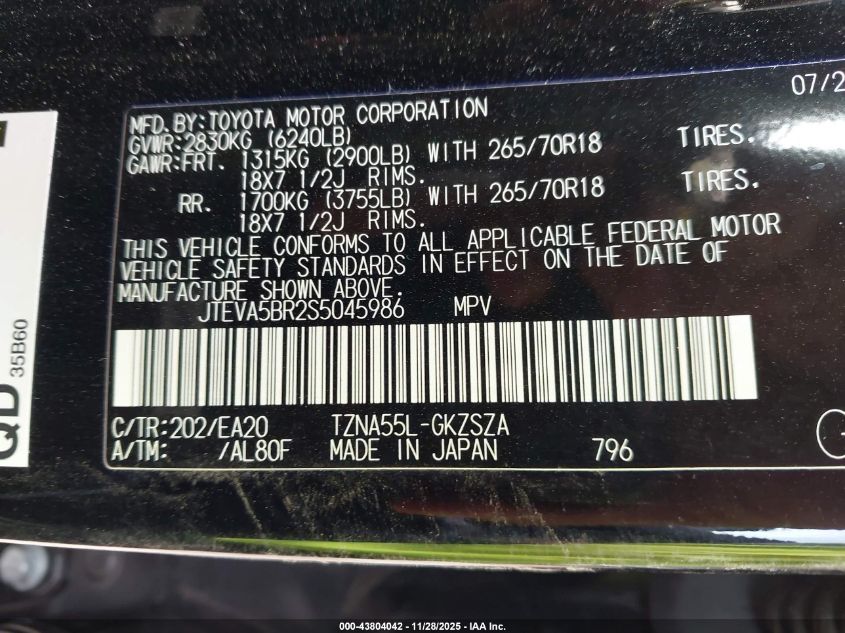 07/2
MFD.BY:TOYOTA MOTOR CORPORATION
GVWR:2830KG (6240LB)
GAWR:FRT. 1315KG (2900LB) WITH 265/70R18 TIRES.
18X7 1/2J RIMS.
RR. 1700KG (3755LB) WITH 265/70R18 TIRES.
18X7 1/2J RIMS.
THIS VEHICLE CONFORMS TO ALL APPLICABLE FEDERAL MOTOR
VEHICLE SAFETY STANDARDS IN EFFECT ON THE DATE OF
MANUFACTURE SHOWN ABOVE.
JTEVA5BR2S5045986 MPV
C/TR:202/EA20 TZNA55L-GKZSZA
A/TM: /AL80F MADE IN JAPAN 796
QD
35B60
000-43804042 | 11/28/2025 - IAA Inc.